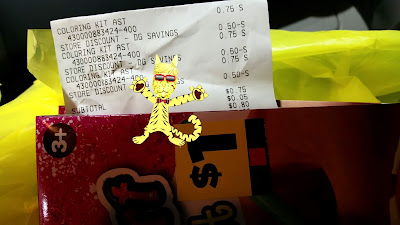 COLORING KIT AST 0.75 S
430000883424-400
STORE DISCOUNT - DG SAVINGS 0.50-S
COLORING KIT AST 0.75 S
430000883424-400
STORE DISCOUNT - DG SAVINGS 0.50-S
COLORING KIT AST 0.75 S
430000883424-400
STORE DISCOUNT 0.50-S
SUBTOTAL $0.75
$0.05
$0.80
3+
$1